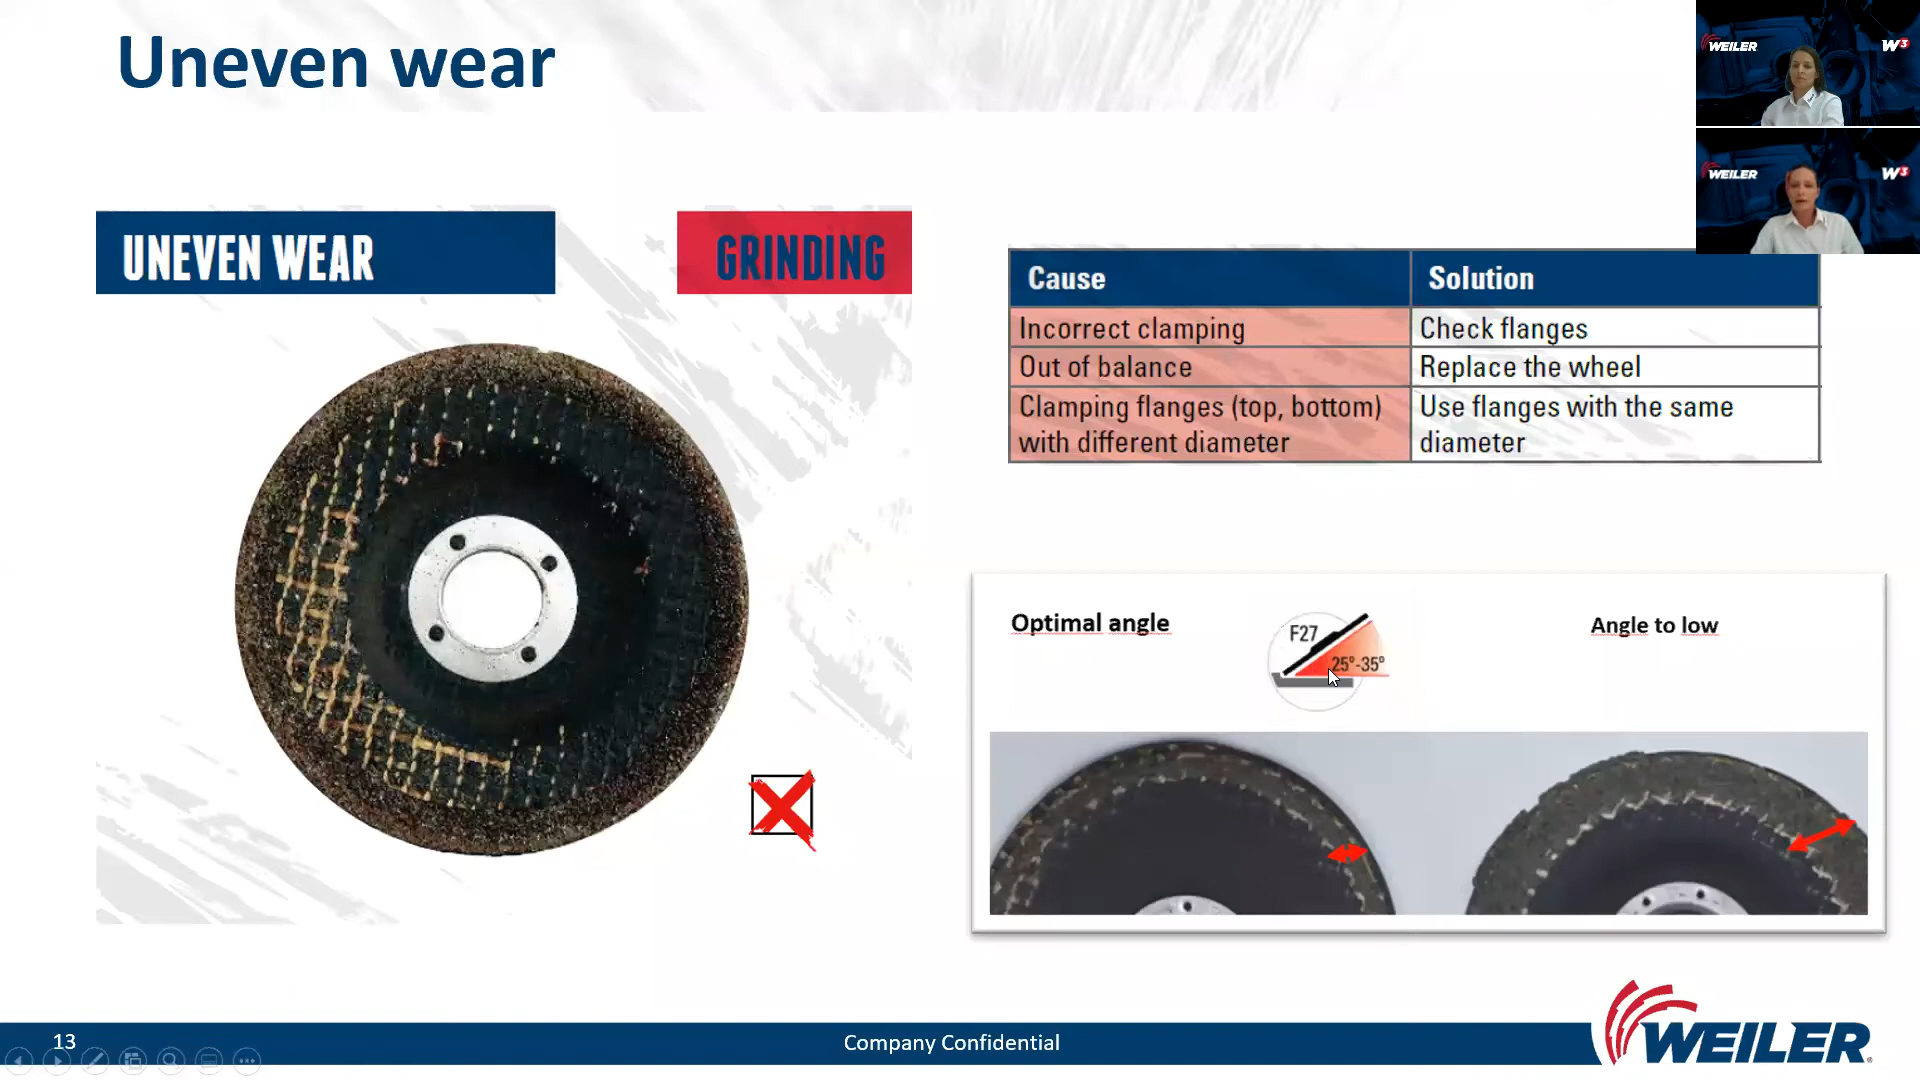 Uneven wear
WEILER
W3
WEILER
W3
UNEVEN WEAR
GRINDING
Cause
Solution
Incorrect clamping
Check flanges
Out of balance
Replace the wheel
Clamping flanges (top, bottom)
with different diameter
Use flanges with the same
diameter
Optimal angle
F27
25°-35°
Angle to low
13
Company Confidential
WEILER